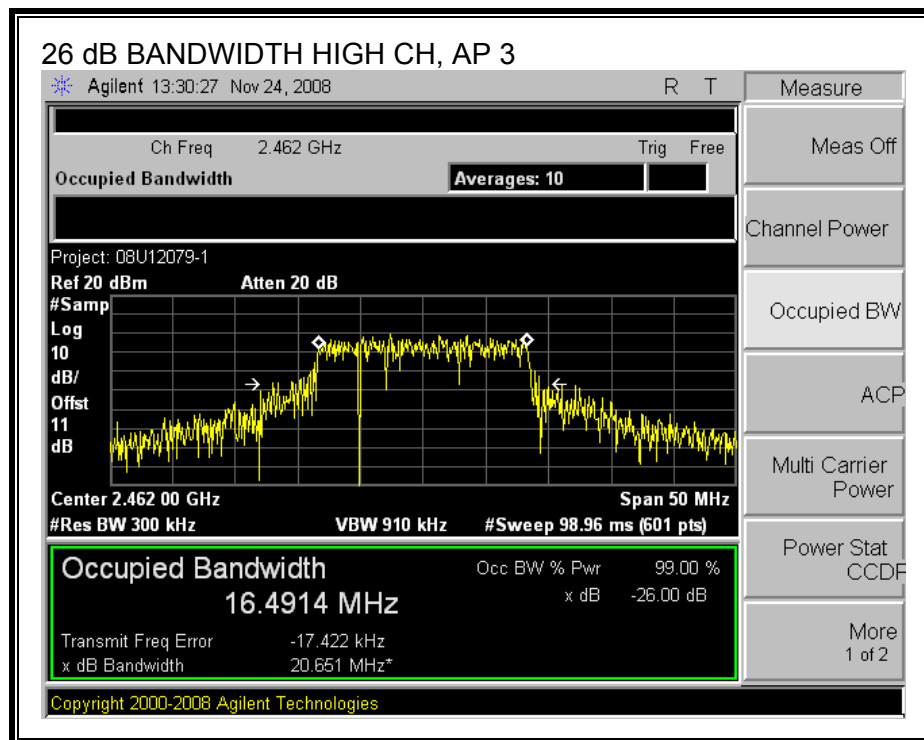 26 dB BANDWIDTH HIGH CH, AP 3
Agilent 13:30:27 Nov 24, 2008 R T
Measure
Ch Freq 2.462 GHz Trig Free
Occupied Bandwidth Averages: 10
Meas Off
Channel Power
Occupied BW
ACP
Multi Carrier
Power
Power Stat
CCDF
More
1 of 2
Project: 08U12079-1
Ref 20 dBm Atten 20 dB
#Samp
Log
10
dB/
Offst
11
dB
Center 2.462 00 GHz Span 50 MHz
#Res BW 300 kHz VBW 910 kHz #Sweep 98.96 ms (601 pts)
Occupied Bandwidth Occ BW % Pwr 99.00 %
16.4914 MHz x dB -26.00 dB
Transmit Freq Error -17.422 kHz
x dB Bandwidth 20.651 MHz*
Copyright 2000-2008 Agilent Technologies